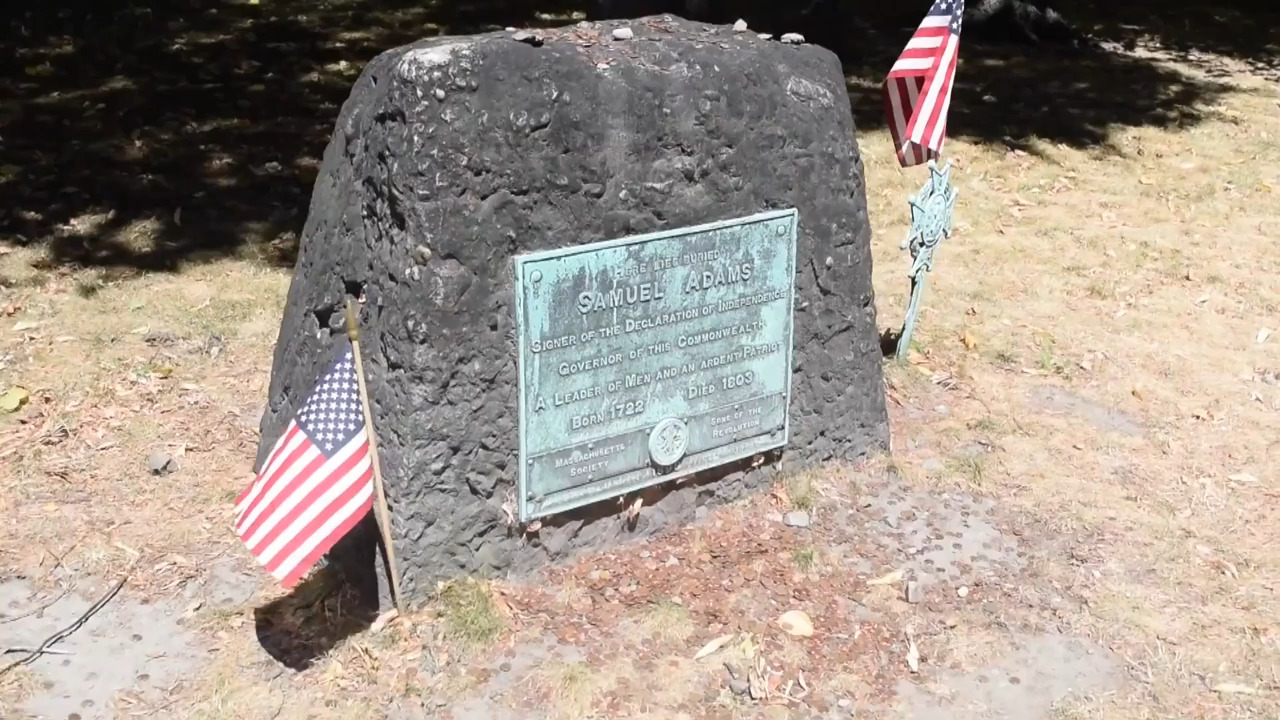 HERE LIES BURIED
SAMUEL ADAMS
SIGNER OF THE DECLARATION OF INDEPENDENCE
GOVERNOR OF THIS COMMONWEALTH
A LEADER OF MEN AND AN ARDENT PATRIOT
BORN 1722 DIED 1803
MASSACHUSETTS SOCIETY
SONS OF THE REVOLUTION